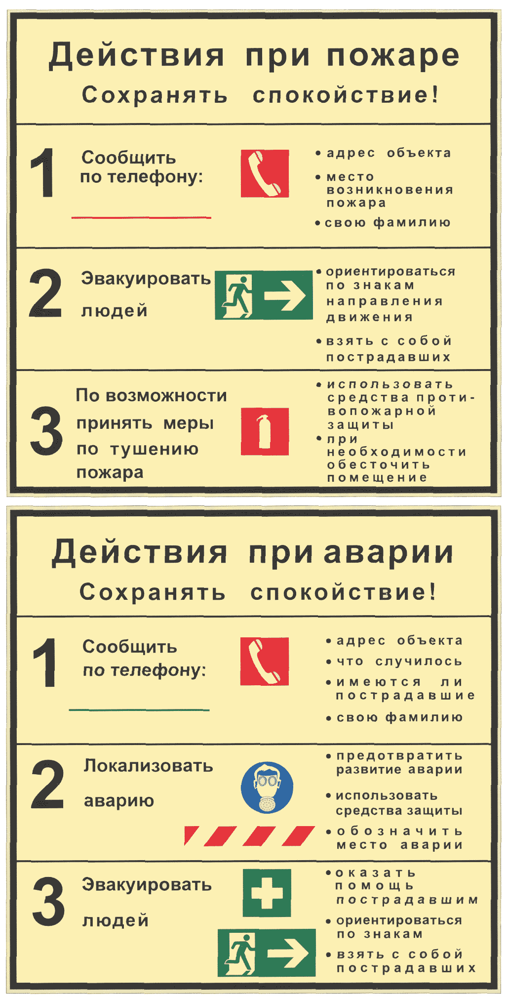 Действия при пожаре
Сохранять спокойствие!
1
Сообщить
по телефону:
• адрес объекта
• место
возникновения
пожара
• свою фамилию
2
Эвакуировать
людей
• ориентироваться
по знакам
направления
движения
• взять с собой
пострадавших
3
По возможности
принять меры
по тушению
пожара
• использовать
средства проти-
вопожарной
защиты
• при
необходимости
обесточить
помещение
Действия при аварии
Сохранять спокойствие!
1
Сообщить
по телефону:
• адрес объекта
• что случилось
• имеются ли
пострадавшие
• свою фамилию
2
Локализовать
аварию
• предотвратить
развитие аварии
• использовать
средства защиты
• обозначить
место аварии
3
Эвакуировать
людей
• оказать
помощь
пострадавшим
• ориентироваться
по знакам
• взять с собой
пострадавших